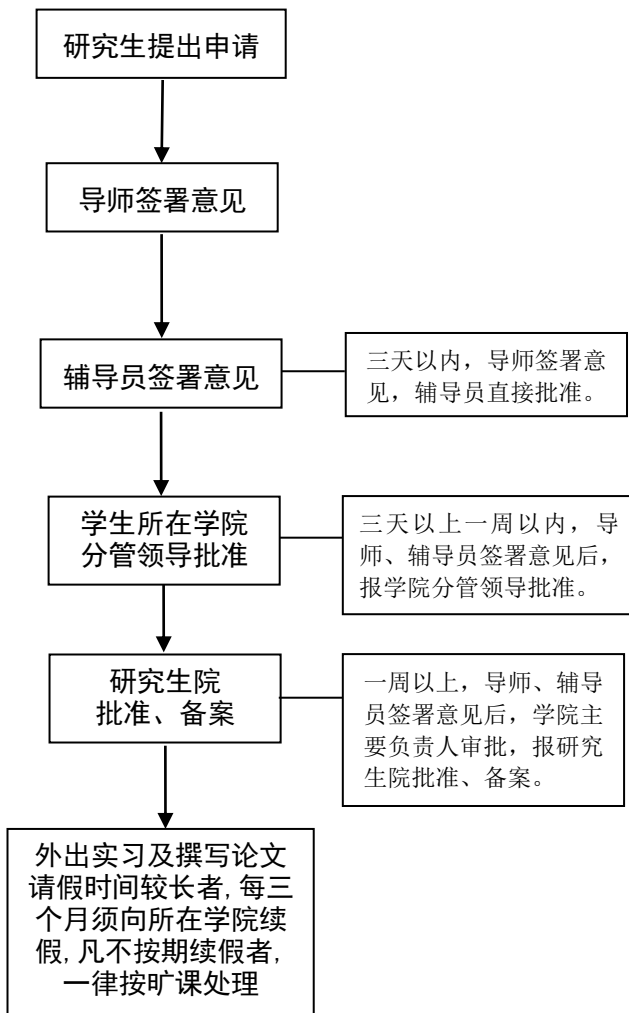 研究生提出申请
导师签署意见
辅导员签署意见
三天以内，导师签署意
见，辅导员直接批准。
学生所在学院
分管领导批准
三天以上一周以内，导
师、辅导员签署意见后，
报学院分管领导批准。
研究生院
批准、备案
一周以上，导师、辅导
员签署意见后，学院主
要负责人审批，报研究
生院批准、备案。
外出实习及撰写论文
请假时间较长者,每三
个月须向所在学院续
假,凡不按期续假者,
一律按旷课处理